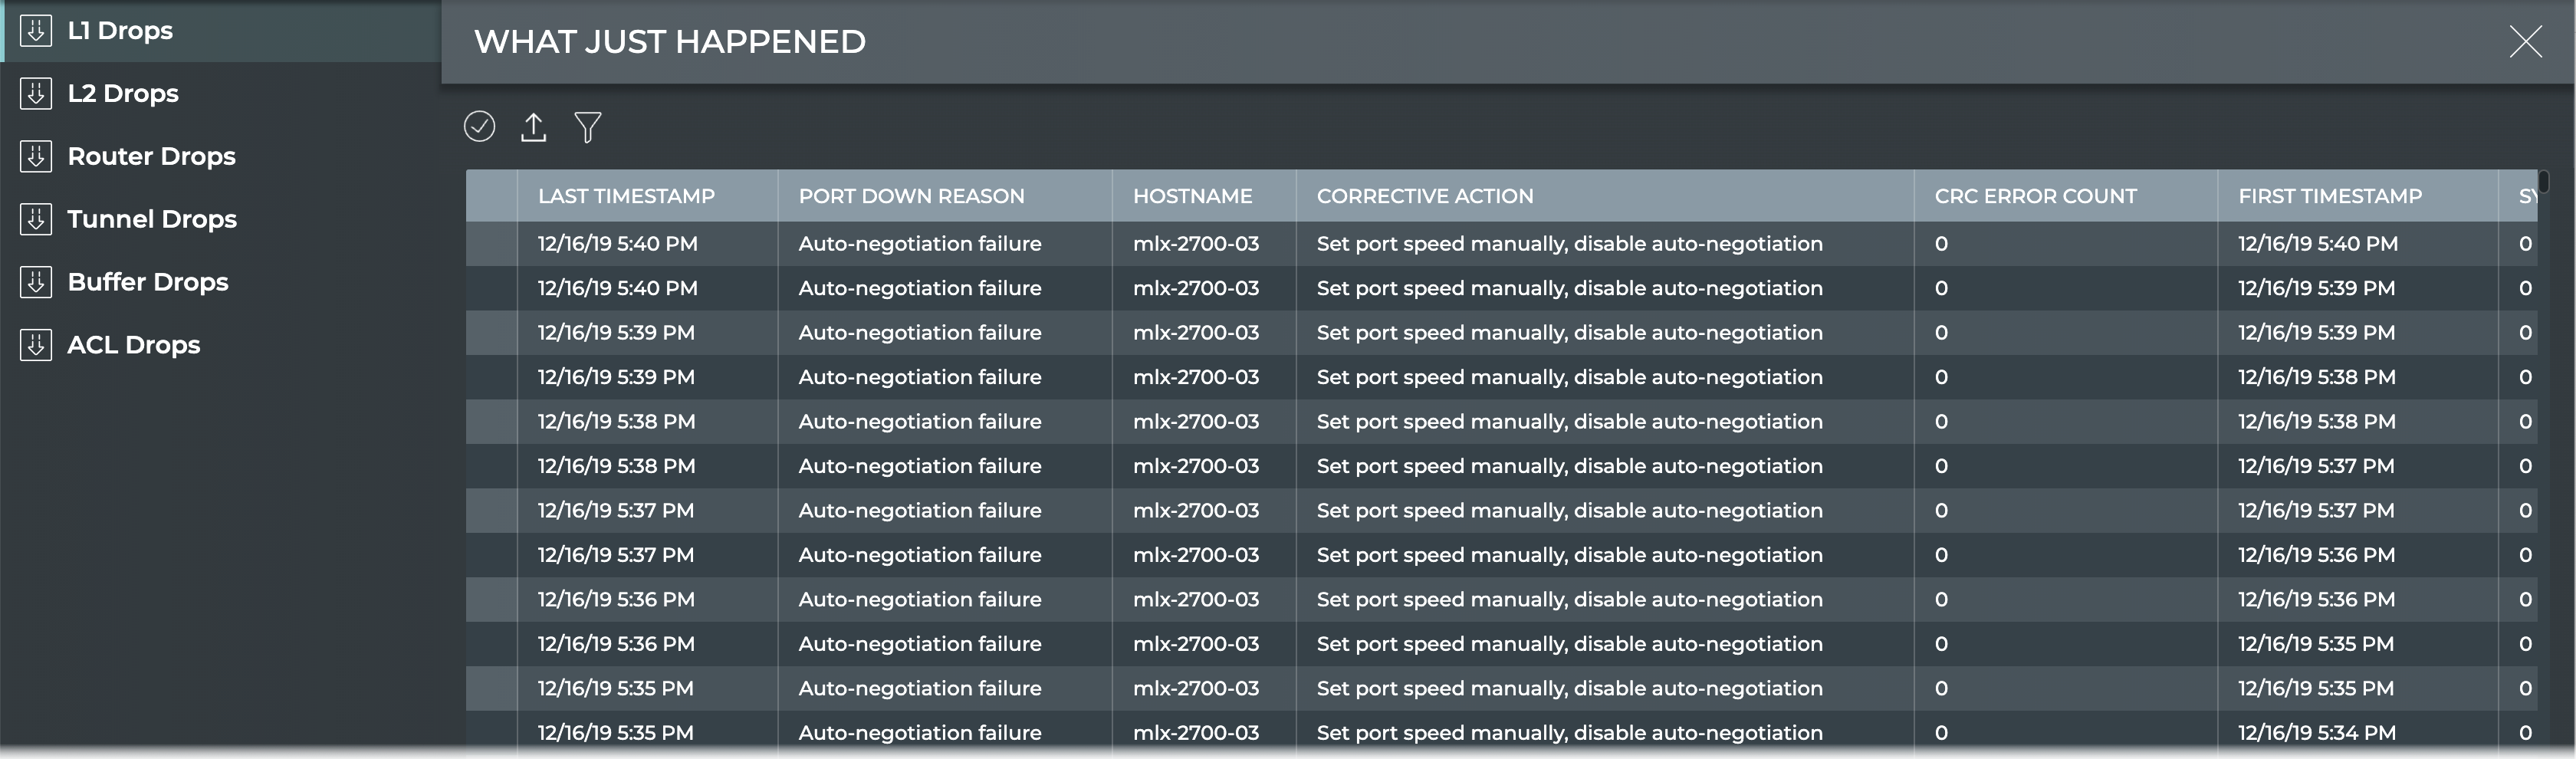 L1 Drops
L2 Drops
Router Drops
Tunnel Drops
Buffer Drops
ACL Drops
WHAT JUST HAPPENED
LAST TIMESTAMP PORT DOWN REASON HOSTNAME CORRECTIVE ACTION CRC ERROR COUNT FIRST TIMESTAMP
12/16/19 5:40 PM Auto-negotiation failure mlx-2700-03 Set port speed manually, disable auto-negotiation 0 12/16/19 5:40 PM 0
12/16/19 5:40 PM Auto-negotiation failure mlx-2700-03 Set port speed manually, disable auto-negotiation 0 12/16/19 5:39 PM 0
12/16/19 5:39 PM Auto-negotiation failure mlx-2700-03 Set port speed manually, disable auto-negotiation 0 12/16/19 5:39 PM 0
12/16/19 5:39 PM Auto-negotiation failure mlx-2700-03 Set port speed manually, disable auto-negotiation 0 12/16/19 5:38 PM 0
12/16/19 5:38 PM Auto-negotiation failure mlx-2700-03 Set port speed manually, disable auto-negotiation 0 12/16/19 5:38 PM 0
12/16/19 5:38 PM Auto-negotiation failure mlx-2700-03 Set port speed manually, disable auto-negotiation 0 12/16/19 5:37 PM 0
12/16/19 5:37 PM Auto-negotiation failure mlx-2700-03 Set port speed manually, disable auto-negotiation 0 12/16/19 5:37 PM 0
12/16/19 5:37 PM Auto-negotiation failure mlx-2700-03 Set port speed manually, disable auto-negotiation 0 12/16/19 5:36 PM 0
12/16/19 5:36 PM Auto-negotiation failure mlx-2700-03 Set port speed manually, disable auto-negotiation 0 12/16/19 5:36 PM 0
12/16/19 5:36 PM Auto-negotiation failure mlx-2700-03 Set port speed manually, disable auto-negotiation 0 12/16/19 5:35 PM 0
12/16/19 5:35 PM Auto-negotiation failure mlx-2700-03 Set port speed manually, disable auto-negotiation 0 12/16/19 5:35 PM 0
12/16/19 5:35 PM Auto-negotiation failure mlx-2700-03 Set port speed manually, disable auto-negotiation 0 12/16/19 5:34 PM 0